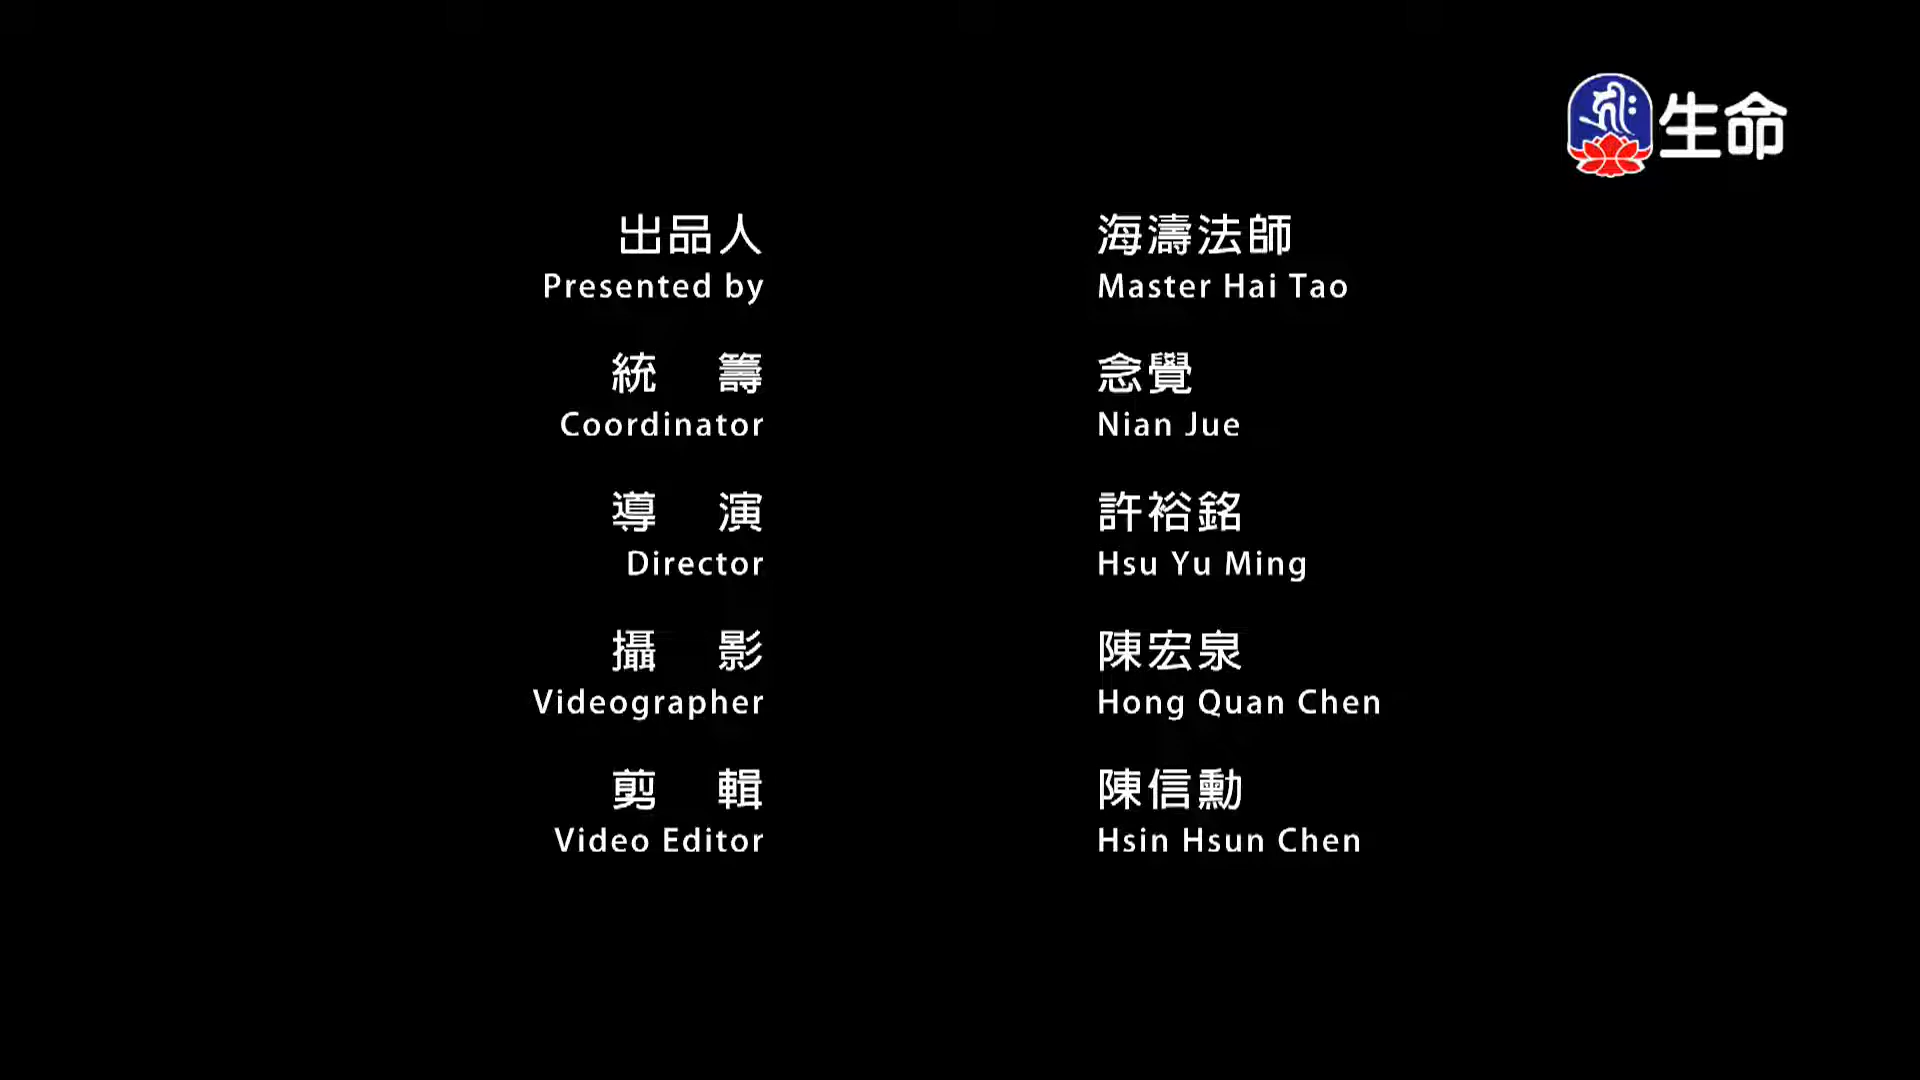 生命
出品人 海濤法師
Presented by Master Hai Tao
統 籌 念覺
Coordinator Nian Jue
導 演 許裕銘
Director Hsu Yu Ming
攝 影 陳宏泉
Videographer Hong Quan Chen
剪 輯 陳信勳
Video Editor Hsin Hsun Chen